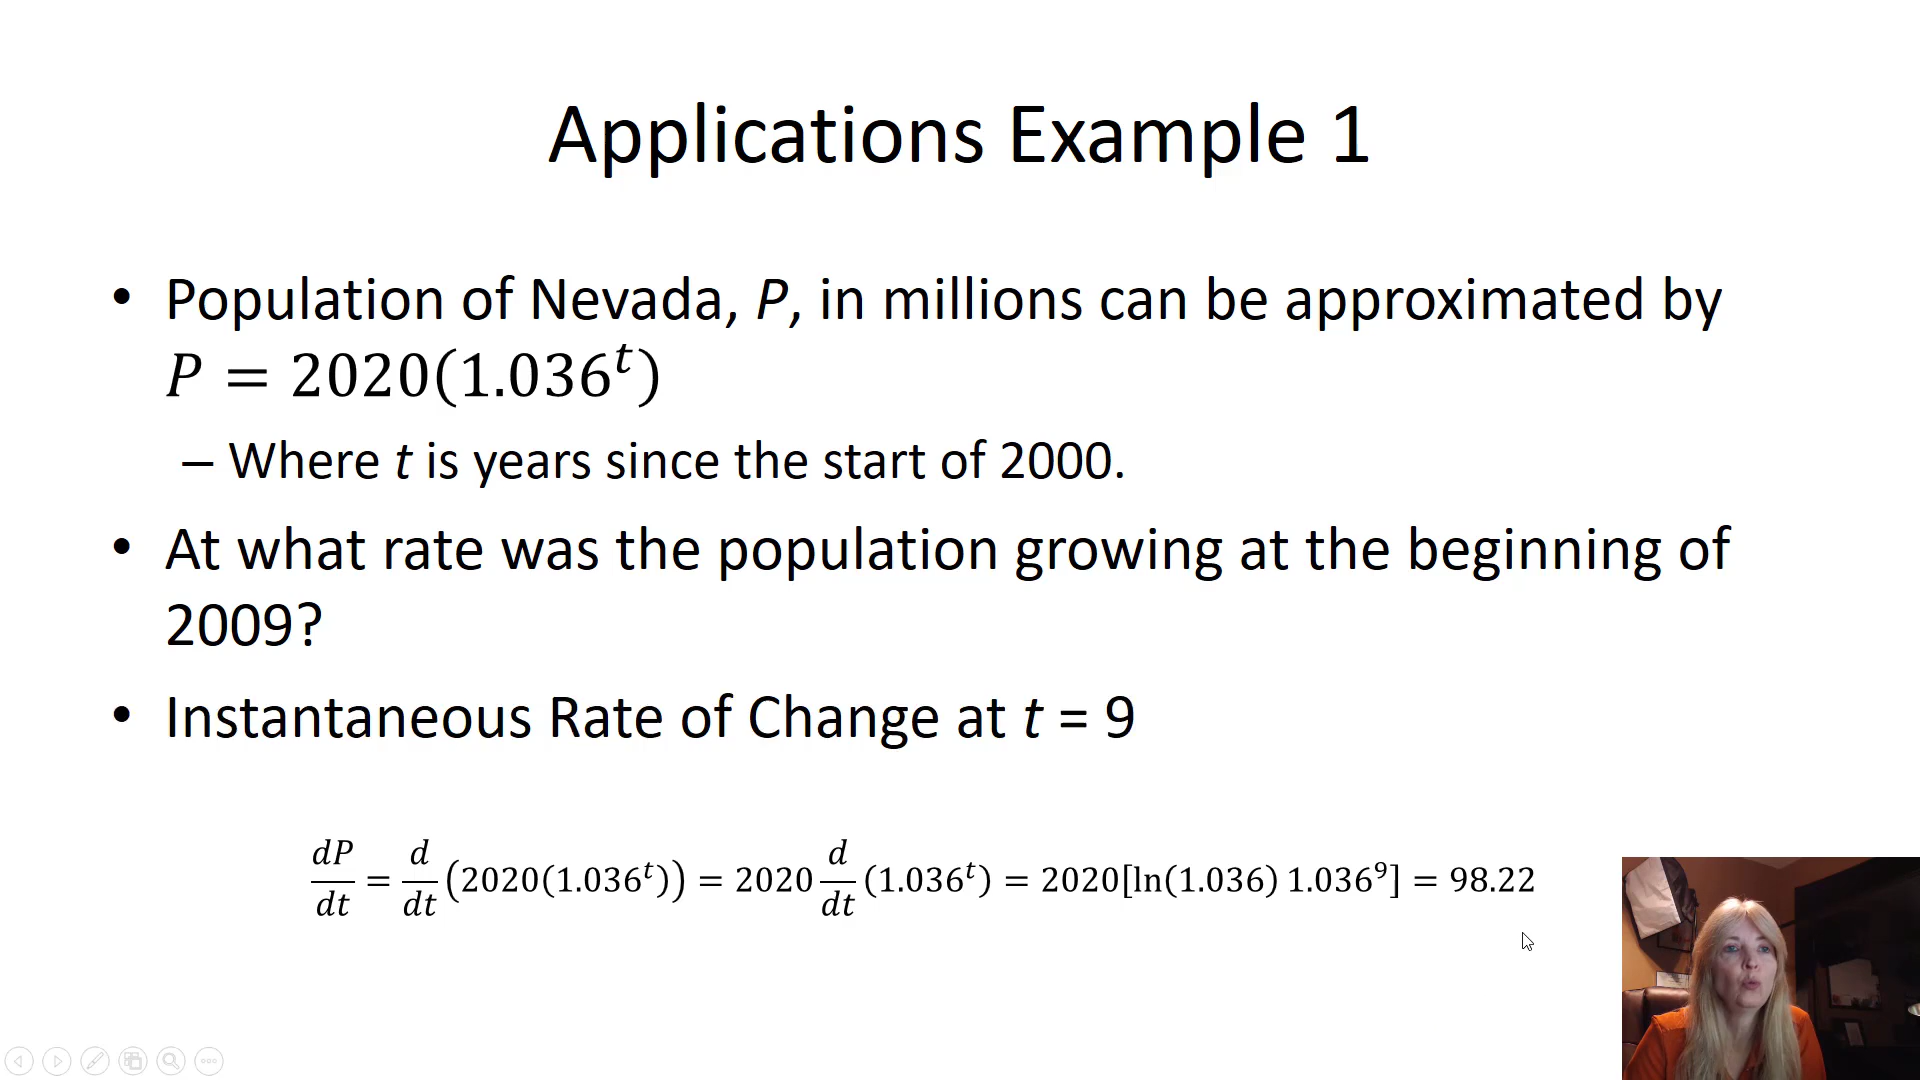 Applications Example 1
• Population of Nevada, P, in millions can be approximated by
P = 2020(1.036^t)
– Where t is years since the start of 2000.
• At what rate was the population growing at the beginning of
2009?
• Instantaneous Rate of Change at t = 9
dP/dt = d/dt (2020(1.036^t)) = 2020 d/dt (1.036^t) = 2020[ln(1.036) 1.036^9] = 98.22